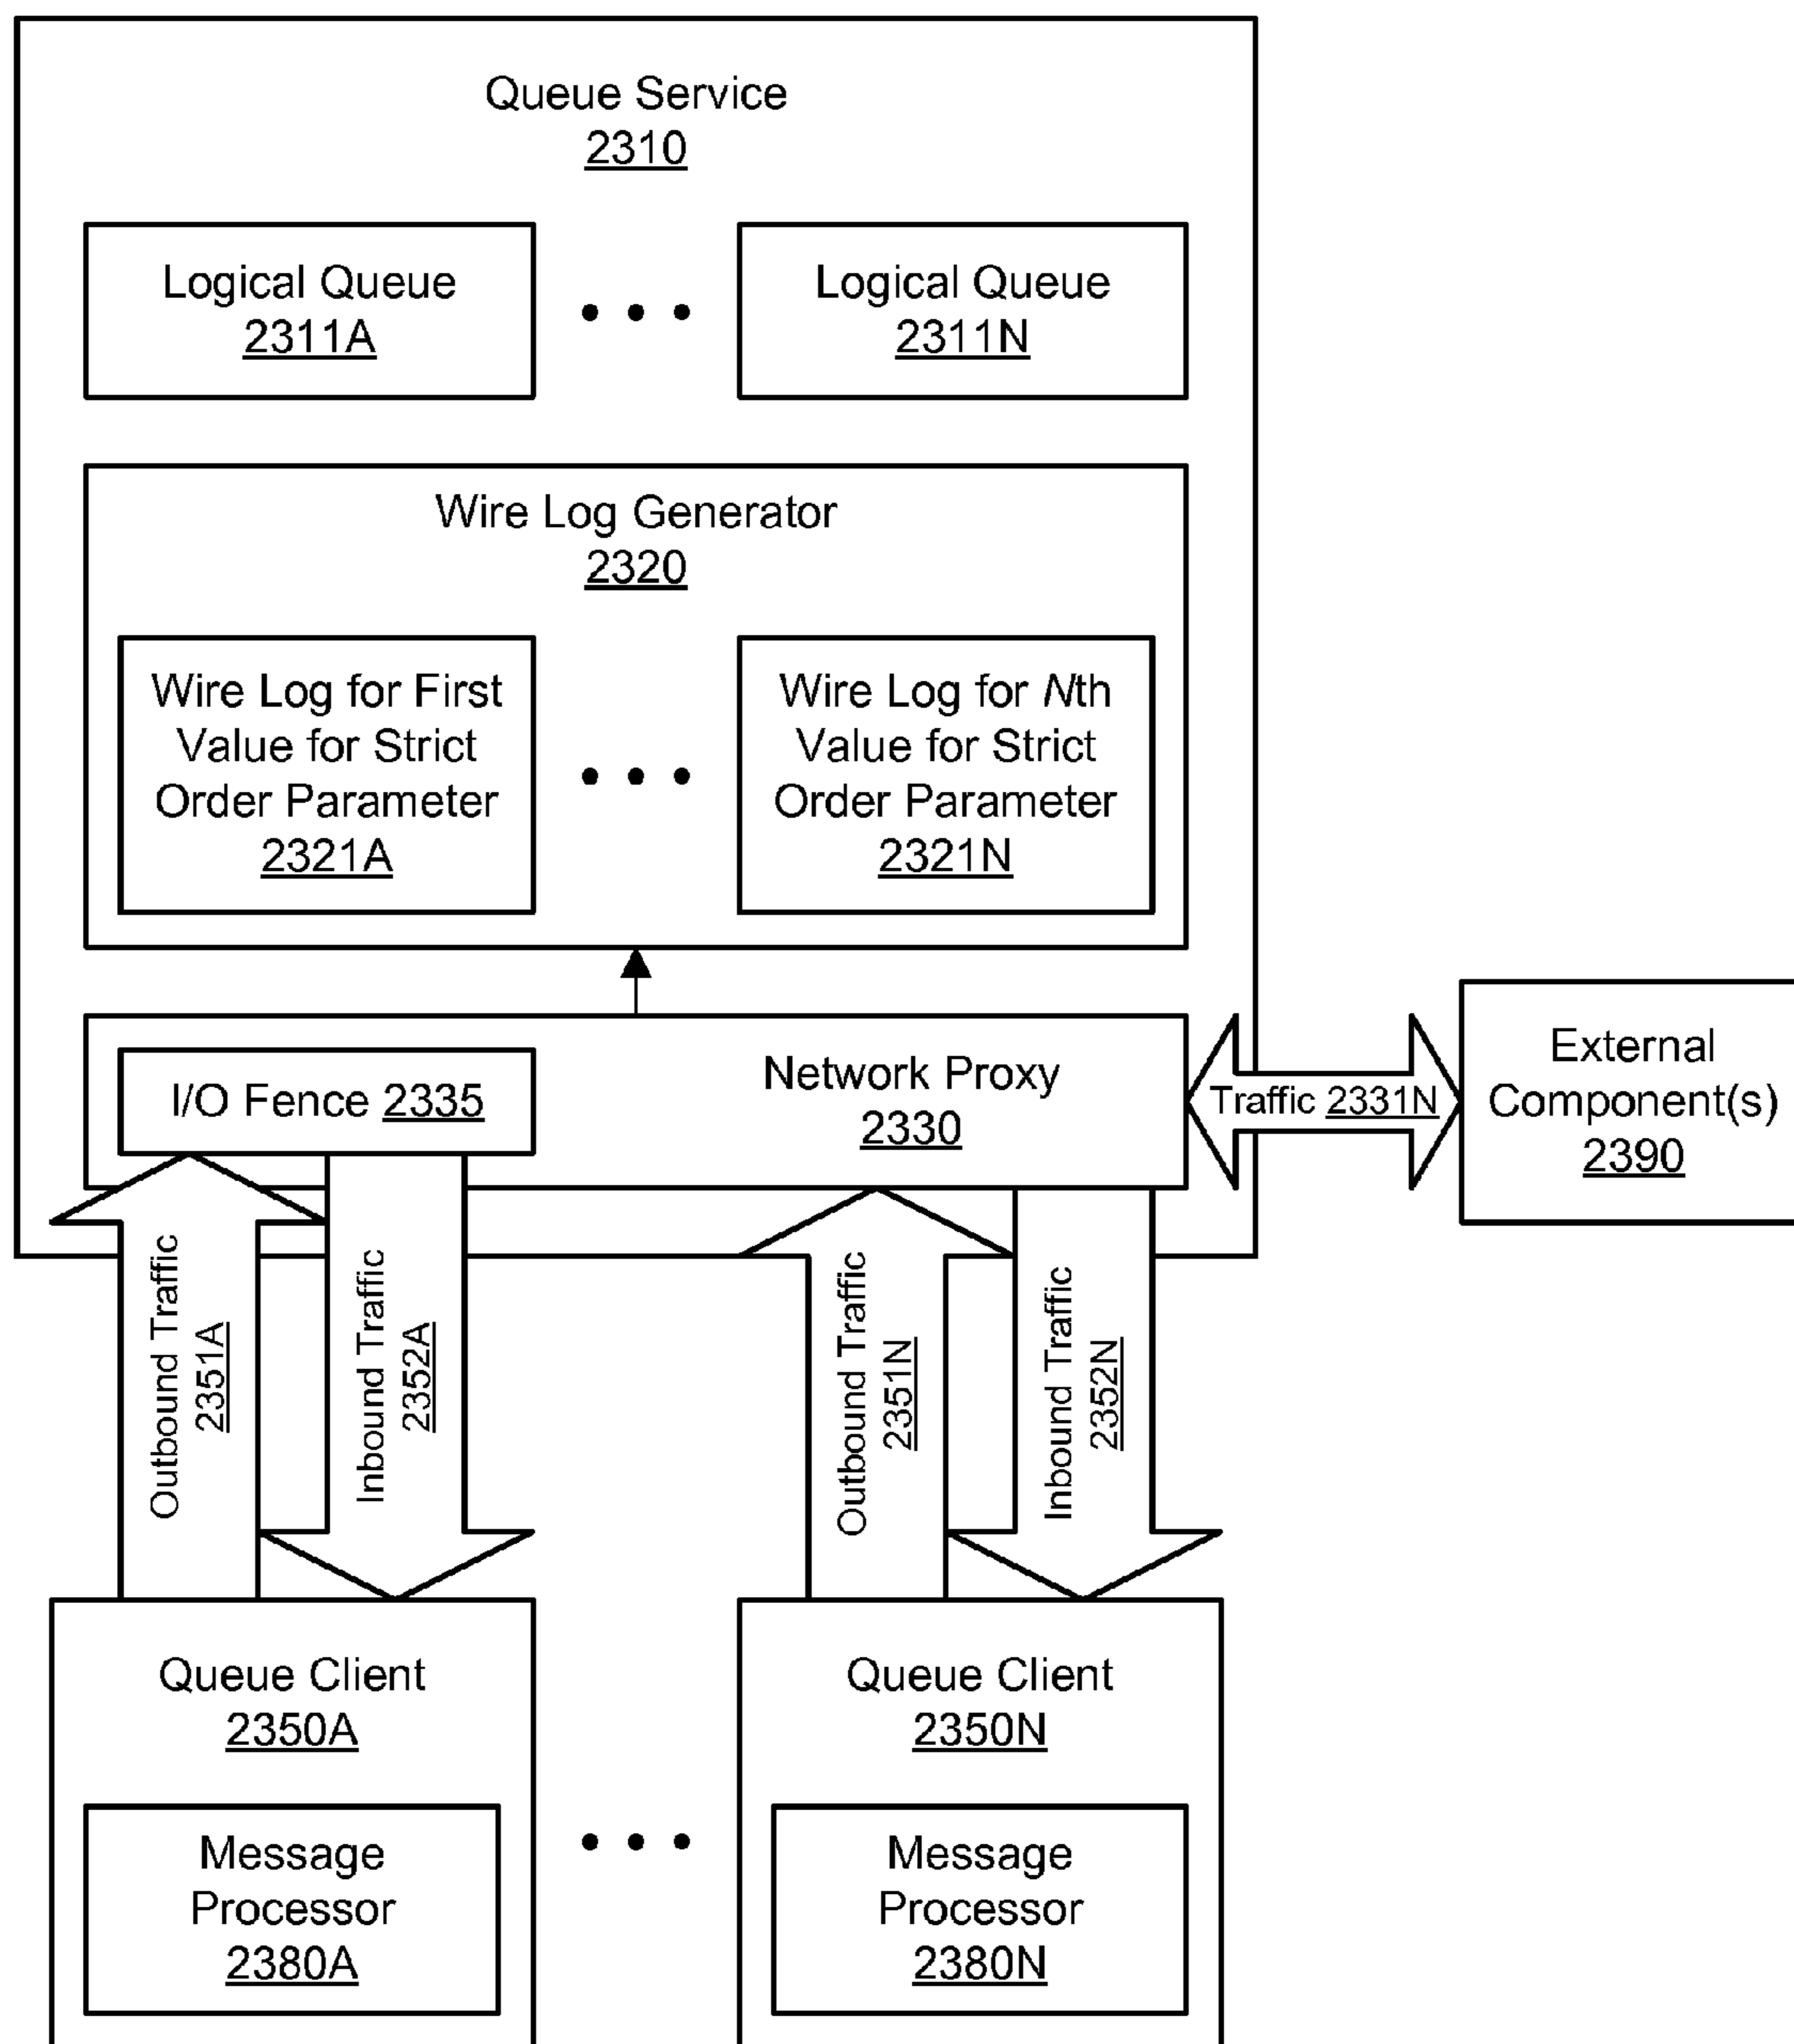 Queue Service
2310
Logical Queue
2311A
Logical Queue
2311N
Wire Log Generator
2320
Wire Log for First
Value for Strict
Order Parameter
2321A
Wire Log for Nth
Value for Strict
Order Parameter
2321N
I/O Fence 2335
Network Proxy
2330
Traffic 2331N
External
Component(s)
2390
Outbound Traffic
2351A
Inbound Traffic
2352A
Outbound Traffic
2351N
Inbound Traffic
2352N
Queue Client
2350A
Message
Processor
2380A
Queue Client
2350N
Message
Processor
2380N